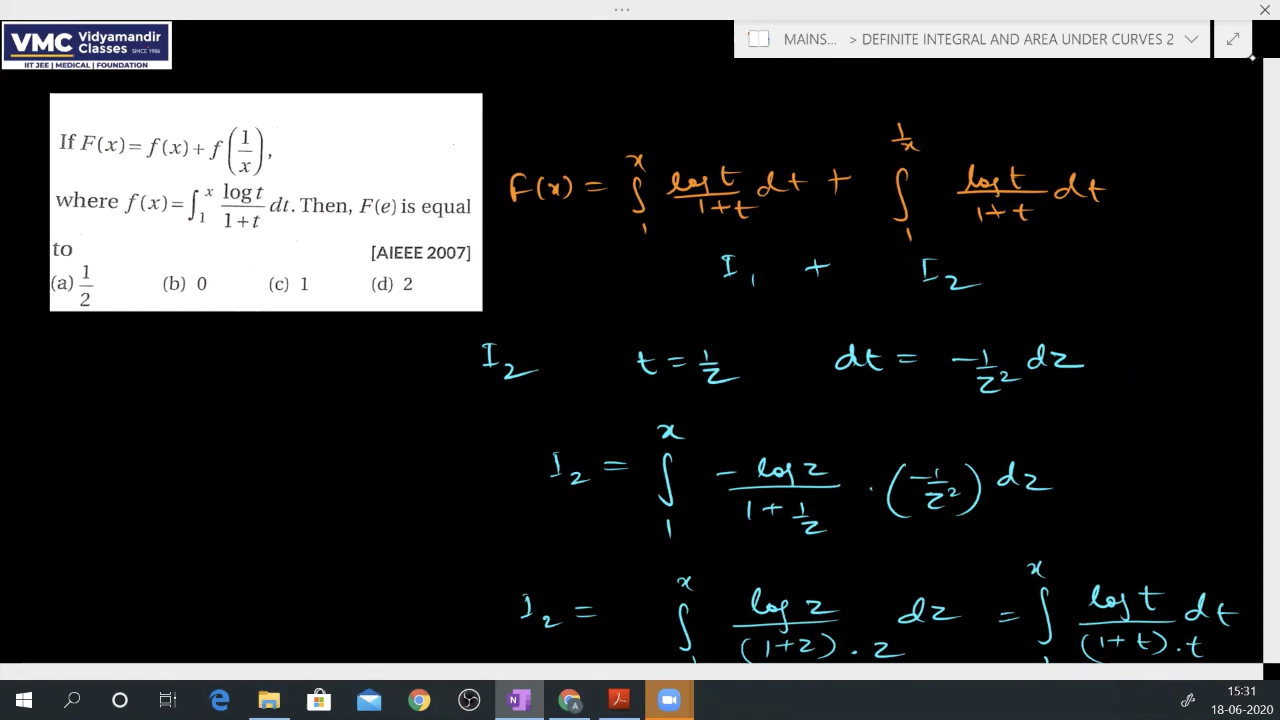 VMC Vidyamandir Classes SINCE 1986
IIT JEE | MEDICAL | FOUNDATION
MAINS... > DEFINITE INTEGRAL AND AREA UNDER CURVES 2
If F(x) = f(x) + f(1/x),
where f(x) = ∫₁ˣ log t/(1+t) dt. Then, F(e) is equal
to [AIEEE 2007]
(a) 1/2 (b) 0 (c) 1 (d) 2
F(x) = ∫₁ˣ log t/(1+t) dt + ∫₁^(1/x) log t/(1+t) dt
I₁ + I₂
I₂ t = 1/z dt = -1/z² dz
I₂ = ∫₁ˣ -log z/(1+1/z) · (-1/z²) dz
I₂ = ∫₁ˣ log z/((1+z)·z) dz = ∫₁ˣ log t/((1+t)·t) dt
15:31
18-06-2020